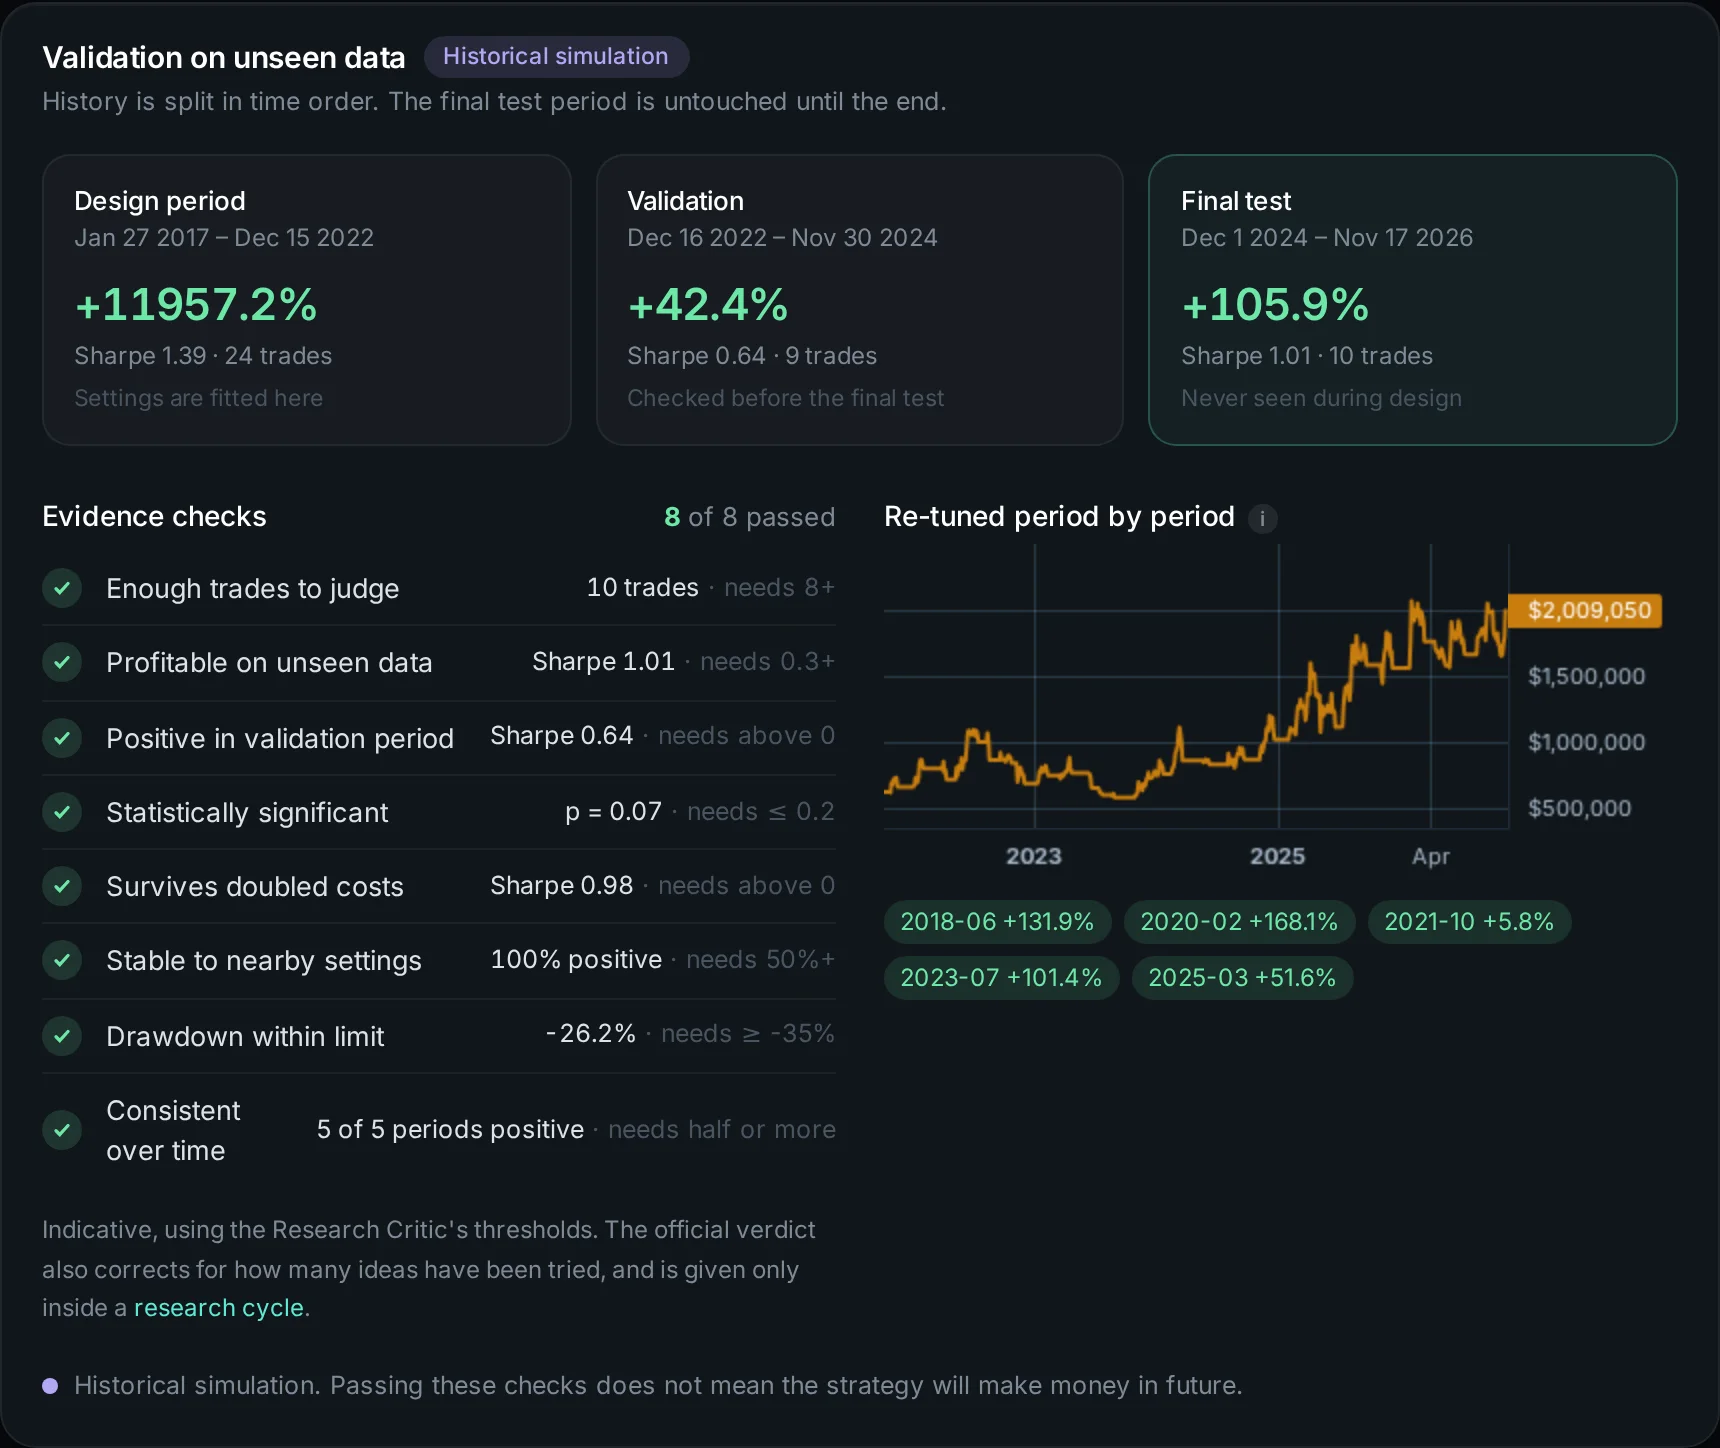 Validation on unseen data
Historical simulation
History is split in time order. The final test period is untouched until the end.
Design period
Jan 27 2017 – Dec 15 2022
+11957.2%
Sharpe 1.39 · 24 trades
Settings are fitted here
Validation
Dec 16 2022 – Nov 30 2024
+42.4%
Sharpe 0.64 · 9 trades
Checked before the final test
Final test
Dec 1 2024 – Nov 17 2026
+105.9%
Sharpe 1.01 · 10 trades
Never seen during design
Evidence checks
8 of 8 passed
Enough trades to judge
10 trades · needs 8+
Profitable on unseen data
Sharpe 1.01 · needs 0.3+
Positive in validation period
Sharpe 0.64 · needs above 0
Statistically significant
p = 0.07 · needs ≤ 0.2
Survives doubled costs
Sharpe 0.98 · needs above 0
Stable to nearby settings
100% positive · needs 50%+
Drawdown within limit
-26.2% · needs ≥ -35%
Consistent
over time
5 of 5 periods positive · needs half or more
Indicative, using the Research Critic's thresholds. The official verdict
also corrects for how many ideas have been tried, and is given only
inside a research cycle.
Re-tuned period by period
i
$2,009,050
$1,500,000
$1,000,000
$500,000
2023
2025
Apr
2018-06 +131.9%
2020-02 +168.1%
2021-10 +5.8%
2023-07 +101.4%
2025-03 +51.6%
Historical simulation. Passing these checks does not mean the strategy will make money in future.